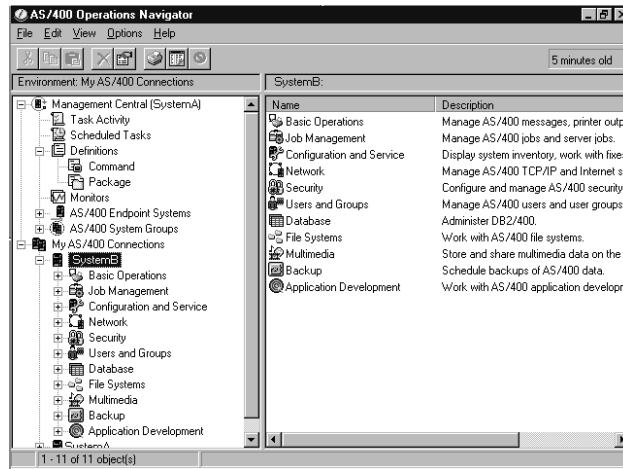 AS/400 Operations Navigator
File Edit View Options Help
5 minutes old
Environment: My AS/400 Connections
SystemB:
Management Central (SystemA)
Task Activity
Scheduled Tasks
Definitions
Command
Package
Monitors
AS/400 Endpoint Systems
AS/400 System Groups
My AS/400 Connections
SystemB
Basic Operations
Job Management
Configuration and Service
Network
Security
Users and Groups
Database
File Systems
Multimedia
Backup
Application Development
SystemA
Name Description
Basic Operations Manage AS/400 messages, printer outp
Job Management Manage AS/400 jobs and server jobs.
Configuration and Service Display system inventory, work with fixe
Network Manage AS/400 TCP/IP and Internet s
Security Configure and manage AS/400 security
Users and Groups Manage AS/400 users and user groups
Database Administer DB2/400.
File Systems Work with AS/400 file systems.
Multimedia Store and share multimedia data on the
Backup Schedule backups of AS/400 data.
Application Development Work with AS/400 application developr
1 - 11 of 11 object(s)